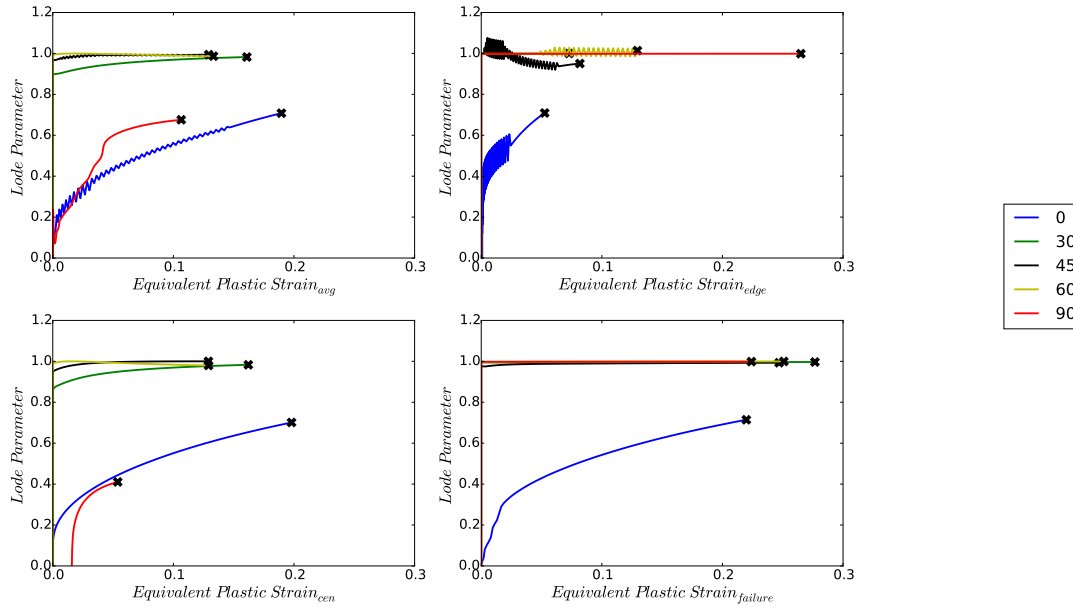 1.2
1.0
0.8
0.6
0.4
0.2
0.0
Lode Parameter
0.0 0.1 0.2 0.3
Equivalent Plastic Strain_avg
1.2
1.0
0.8
0.6
0.4
0.2
0.0
Lode Parameter
0.0 0.1 0.2 0.3
Equivalent Plastic Strain_edge
0
30
45
60
90
1.2
1.0
0.8
0.6
0.4
0.2
0.0
Lode Parameter
0.0 0.1 0.2 0.3
Equivalent Plastic Strain_cen
1.2
1.0
0.8
0.6
0.4
0.2
0.0
Lode Parameter
0.0 0.1 0.2 0.3
Equivalent Plastic Strain_failure